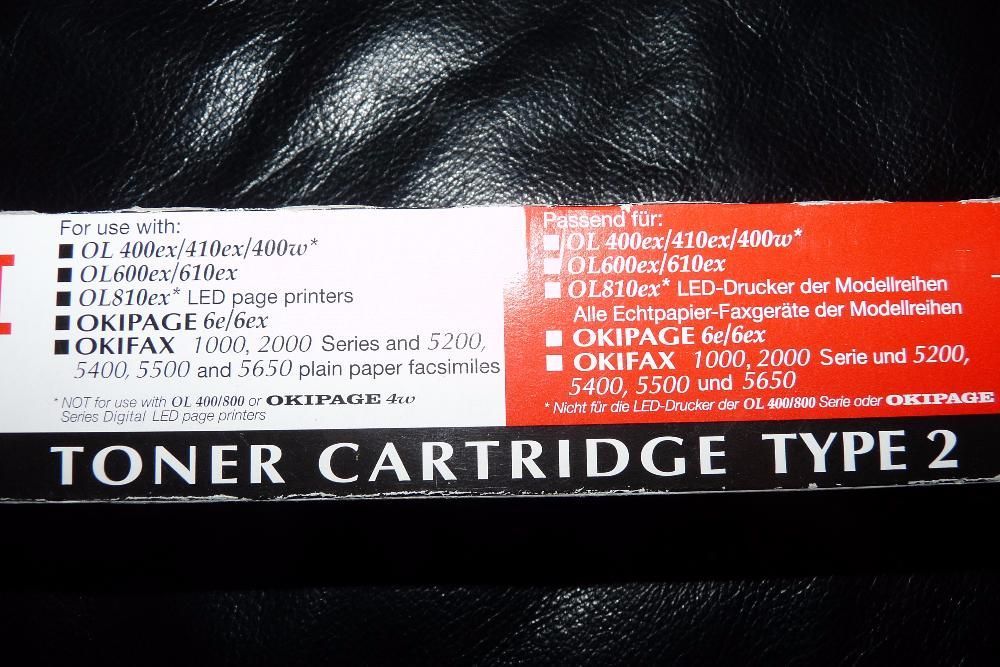 For use with:
■ OL 400ex/410ex/400w*
■ OL600ex/610ex
■ OL810ex* LED page printers
■ OKIPAGE 6e/6ex
■ OKIFAX 1000, 2000 Series and 5200,
5400, 5500 and 5650 plain paper facsimiles
* NOT for use with OL 400/800 or OKIPAGE 4w
Series Digital LED page printers
Passend für:
■ OL 400ex/410ex/400w*
■ OL600ex/610ex
■ OL810ex* LED-Drucker der Modellreihen
Alle Echtpapier-Faxgeräte der Modellreihen
■ OKIPAGE 6e/6ex
■ OKIFAX 1000, 2000 Serie und 5200,
5400, 5500 und 5650
* Nicht für die LED-Drucker der OL 400/800 Serie oder OKIPAGE
TONER CARTRIDGE TYPE 2